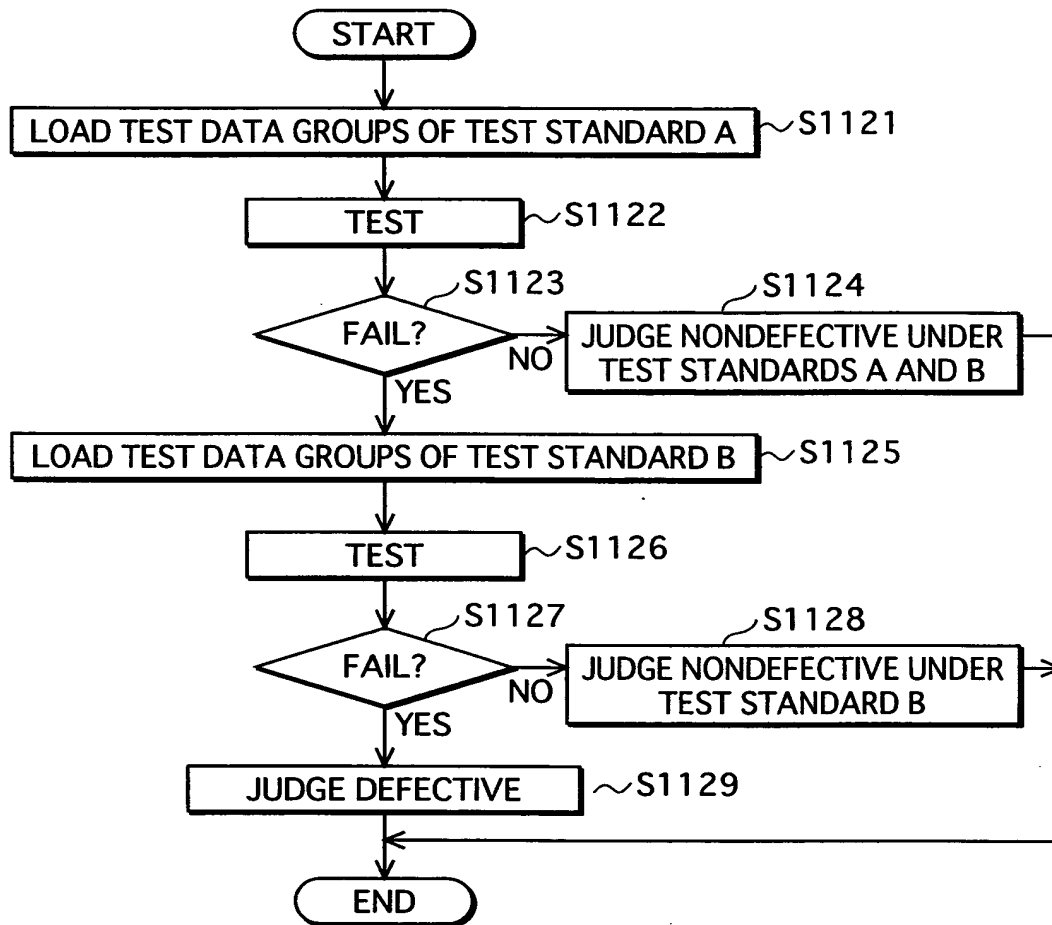 START
LOAD TEST DATA GROUPS OF TEST STANDARD A
S1121
TEST
S1122
FAIL?
S1123
NO
YES
S1124
JUDGE NONDEFECTIVE UNDER
TEST STANDARDS A AND B
LOAD TEST DATA GROUPS OF TEST STANDARD B
S1125
TEST
S1126
FAIL?
S1127
NO
YES
S1128
JUDGE NONDEFECTIVE UNDER
TEST STANDARD B
JUDGE DEFECTIVE
S1129
END